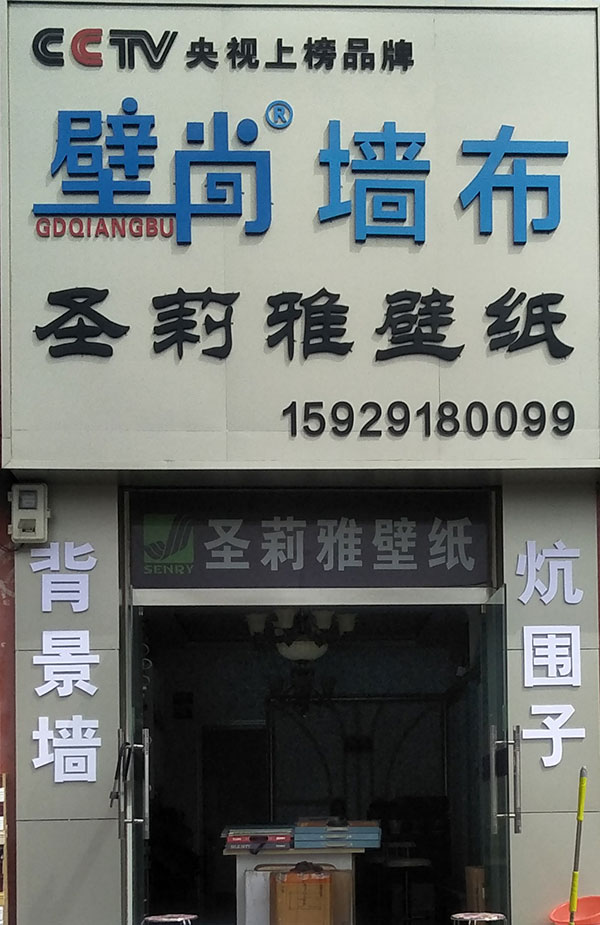 CCTV 央视上榜品牌
壁尚® 墙布
GDQIANGBU
圣莉雅壁纸
15929180099
SENRY 圣莉雅壁纸
背景墙
炕围子